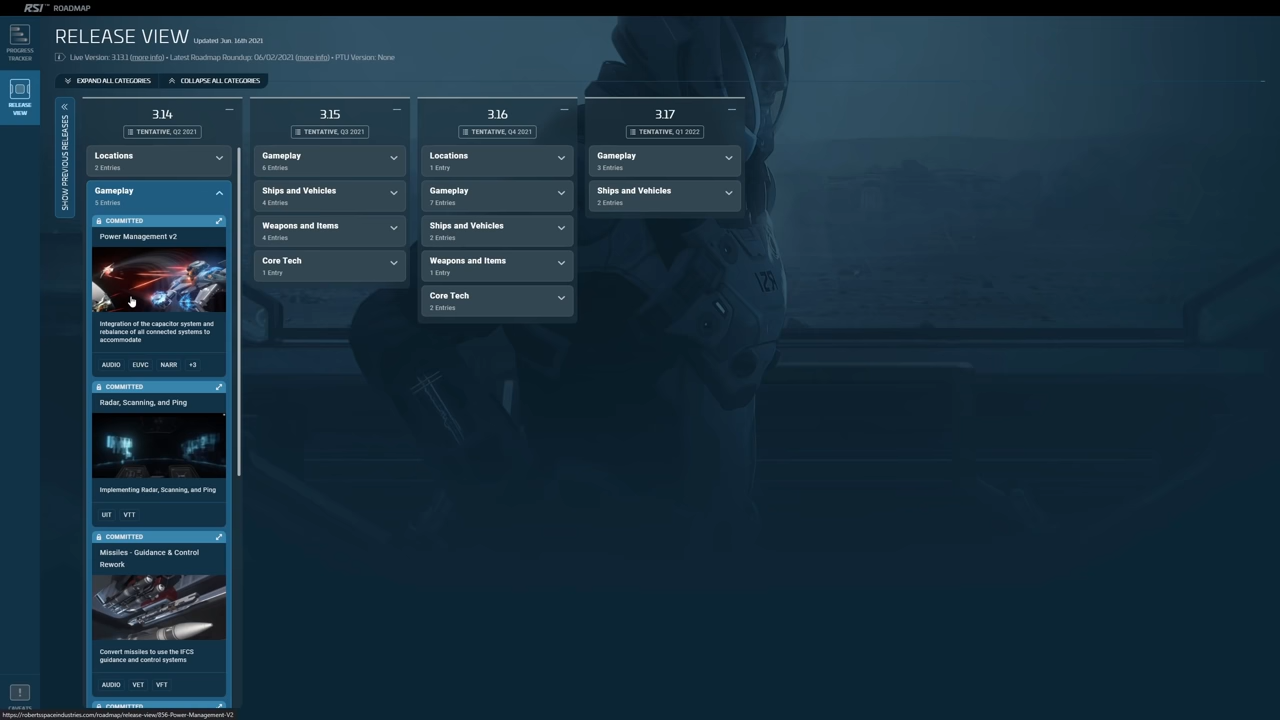 RSI™ ROADMAP
PROGRESS
TRACKER
RELEASE
VIEW
RELEASE VIEW Updated Jun. 16th 2021
Live Version: 3.13.1 (more info) • Latest Roadmap Roundup: 06/02/2021 (more info) • PTU Version: None
EXPAND ALL CATEGORIES
COLLAPSE ALL CATEGORIES
SHOW PREVIOUS RELEASES
3.14
TENTATIVE, Q2 2021
Locations
2 Entries
Gameplay
5 Entries
COMMITTED
Power Management v2
Integration of the capacitor system and
rebalance of all connected systems to
accommodate
AUDIO EUVC NARR +3
COMMITTED
Radar, Scanning, and Ping
Implementing Radar, Scanning, and Ping
UIT VTT
COMMITTED
Missiles - Guidance & Control
Rework
Convert missiles to use the IFCS
guidance and control systems
AUDIO VET VFT
COMMITTED
3.15
TENTATIVE, Q3 2021
Gameplay
6 Entries
Ships and Vehicles
4 Entries
Weapons and Items
4 Entries
Core Tech
1 Entry
3.16
TENTATIVE, Q4 2021
Locations
1 Entry
Gameplay
7 Entries
Ships and Vehicles
2 Entries
Weapons and Items
1 Entry
Core Tech
2 Entries
3.17
TENTATIVE, Q1 2022
Gameplay
3 Entries
Ships and Vehicles
2 Entries
CAVEATS
https://robertsspaceindustries.com/roadmap/release-view/856-Power-Management-V2